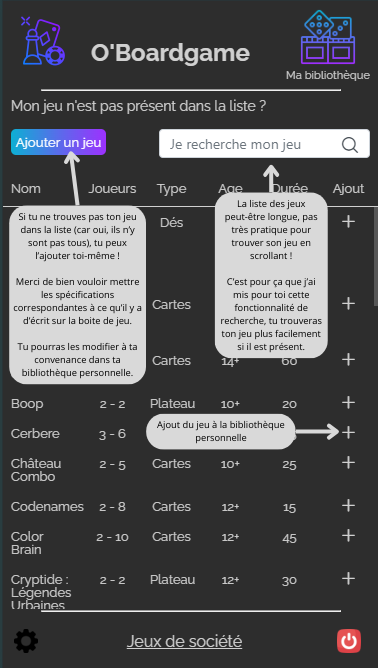 O'Boardgame
Ma bibliothèque
Mon jeu n'est pas présent dans la liste ?
Ajouter un jeu
Je recherche mon jeu
Nom Joueurs Type Age Durée Ajout
Si tu ne trouves pas ton jeu
dans la liste (car oui, ils n'y
sont pas tous), tu peux
l'ajouter toi-même !
Merci de bien vouloir mettre
les spécifications
correspondantes à ce qu'il y a
d'écrit sur la boite de jeu.
Tu pourras les modifier à ta
convenance dans ta
bibliothèque personnelle.
La liste des jeux
peut-être longue, pas
très pratique pour
trouver son jeu en
scrollant !
C'est pour ça que j'ai
mis pour toi cette
fonctionnalité de
recherche, tu trouveras
ton jeu plus facilement
si il est présent.
Dés +
Cartes +
Cartes 14+ 60 +
Boop 2 - 2 Plateau 10+ 20 +
Cerbere 3 - 6 +
Ajout du jeu à la bibliothèque
personnelle
Château
Combo 2 - 5 Cartes 10+ 25 +
Codenames 2 - 8 Cartes 12+ 15 +
Color
Brain 2 - 10 Cartes 12+ 45 +
Cryptide :
Légendes
Urbaines 2 - 2 Plateau 12+ 30 +
Jeux de société